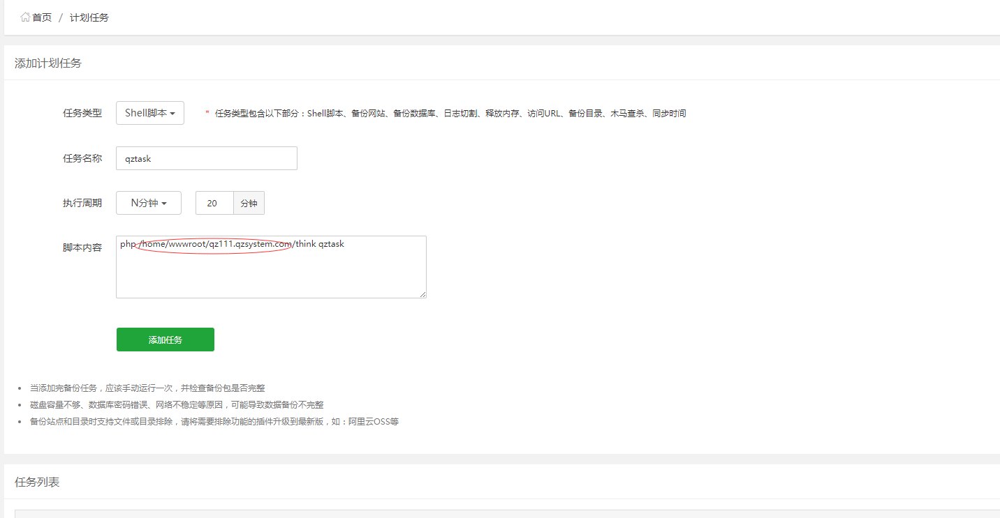 首页 / 计划任务
添加计划任务
任务类型 Shell脚本 * 任务类型包含以下部分：Shell脚本、备份网站、备份数据库、日志切割、释放内存、访问URL、备份目录、木马查杀、同步时间
任务名称 qztask
执行周期 N分钟 20 分钟
脚本内容 php /home/wwwroot/qz111.qzsystem.com/think qztask
添加任务
当添加完备份任务，应该手动运行一次，并检查备份包是否完整
磁盘容量不够、数据库密码错误、网络不稳定等原因，可能导致数据备份不完整
备份站点和目录时支持文件或目录排除，请将需要排除功能的插件升级到最新版，如：阿里云OSS等
任务列表